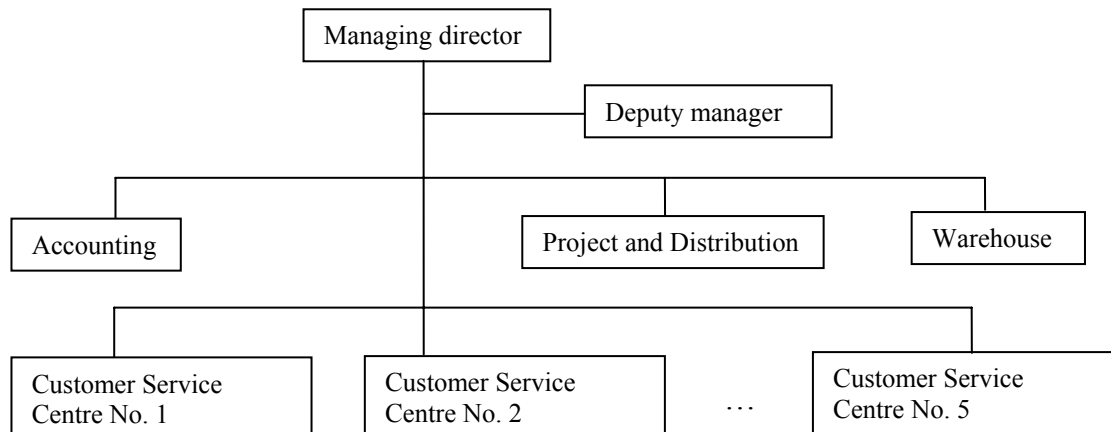 Managing director
Deputy manager
Accounting
Project and Distribution
Warehouse
Customer Service
Centre No. 1
Customer Service
Centre No. 2
…
Customer Service
Centre No. 5